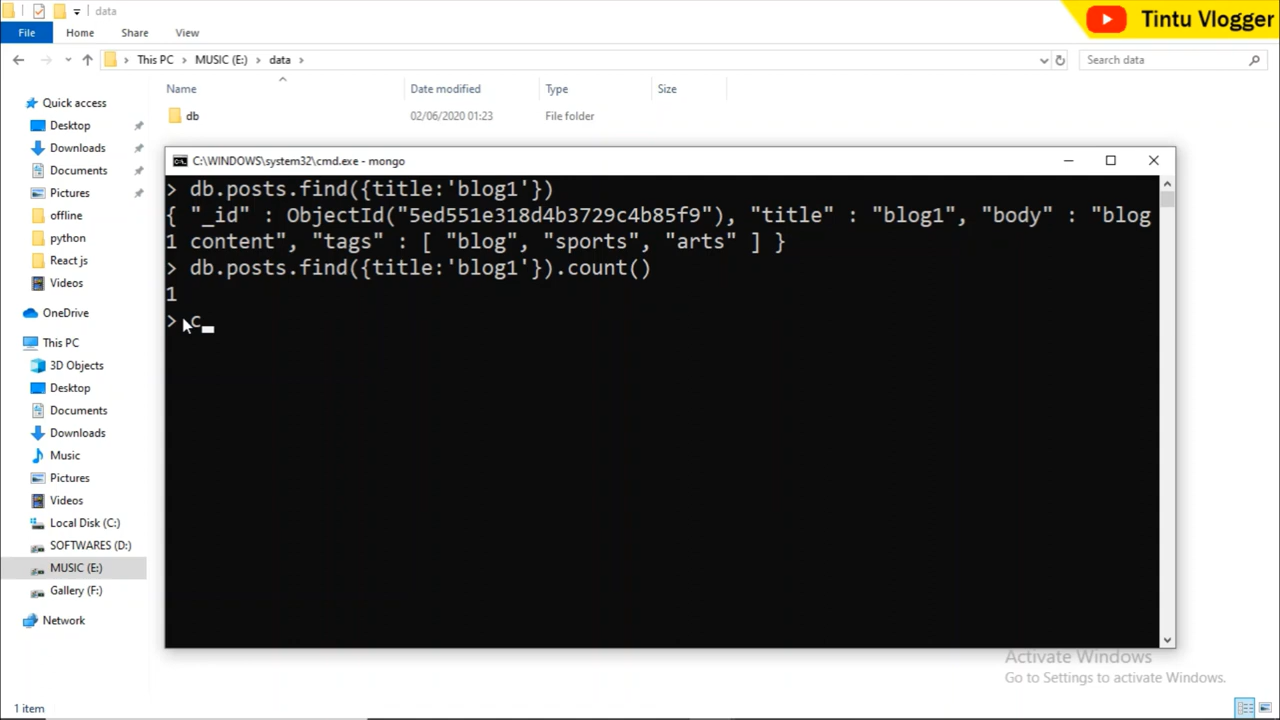 data
Tintu Vlogger
File Home Share View
This PC > MUSIC (E:) > data >
Search data
Name Date modified Type Size
db 02/06/2020 01:23 File folder
Quick access
Desktop
Downloads
Documents
Pictures
offline
python
React js
Videos
OneDrive
This PC
3D Objects
Desktop
Documents
Downloads
Music
Pictures
Videos
Local Disk (C:)
SOFTWARES (D:)
MUSIC (E:)
Gallery (F:)
Network
C:\WINDOWS\system32\cmd.exe - mongo
> db.posts.find({title:'blog1'})
{ "_id" : ObjectId("5ed551e318d4b3729c4b85f9"), "title" : "blog1", "body" : "blog
1 content", "tags" : [ "blog", "sports", "arts" ] }
> db.posts.find({title:'blog1'}).count()
1
> c
Activate Windows
Go to Settings to activate Windows.
1 item